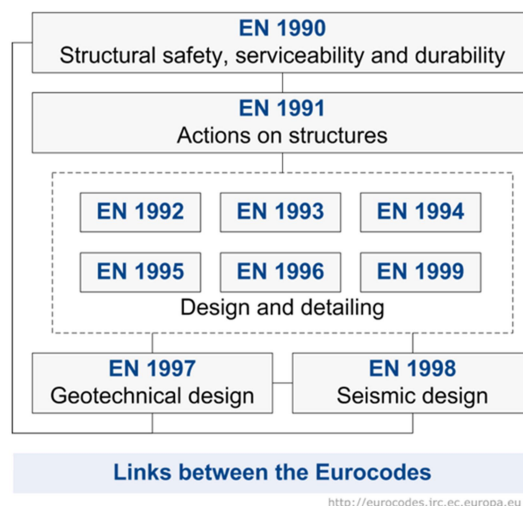 EN 1990
Structural safety, serviceability and durability
EN 1991
Actions on structures
EN 1992
EN 1993
EN 1994
EN 1995
EN 1996
EN 1999
Design and detailing
EN 1997
Geotechnical design
EN 1998
Seismic design
Links between the Eurocodes
http://eurocodes.jrc.ec.europa.eu